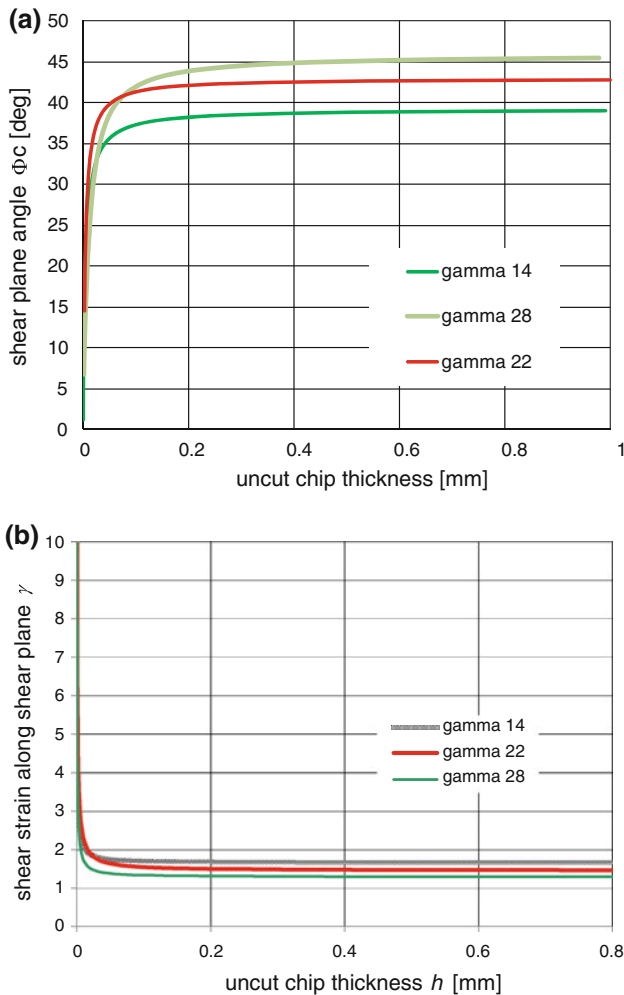 (a)
50
45
40
35
30
25
20
15
10
5
0
shear plane angle Φc [deg]
gamma 14
gamma 28
gamma 22
0 0.2 0.4 0.6 0.8 1
uncut chip thickness [mm]
(b)
10
9
8
7
6
5
4
3
2
1
0
shear strain along shear plane γ
gamma 14
gamma 22
gamma 28
0 0.2 0.4 0.6 0.8
uncut chip thickness h [mm]